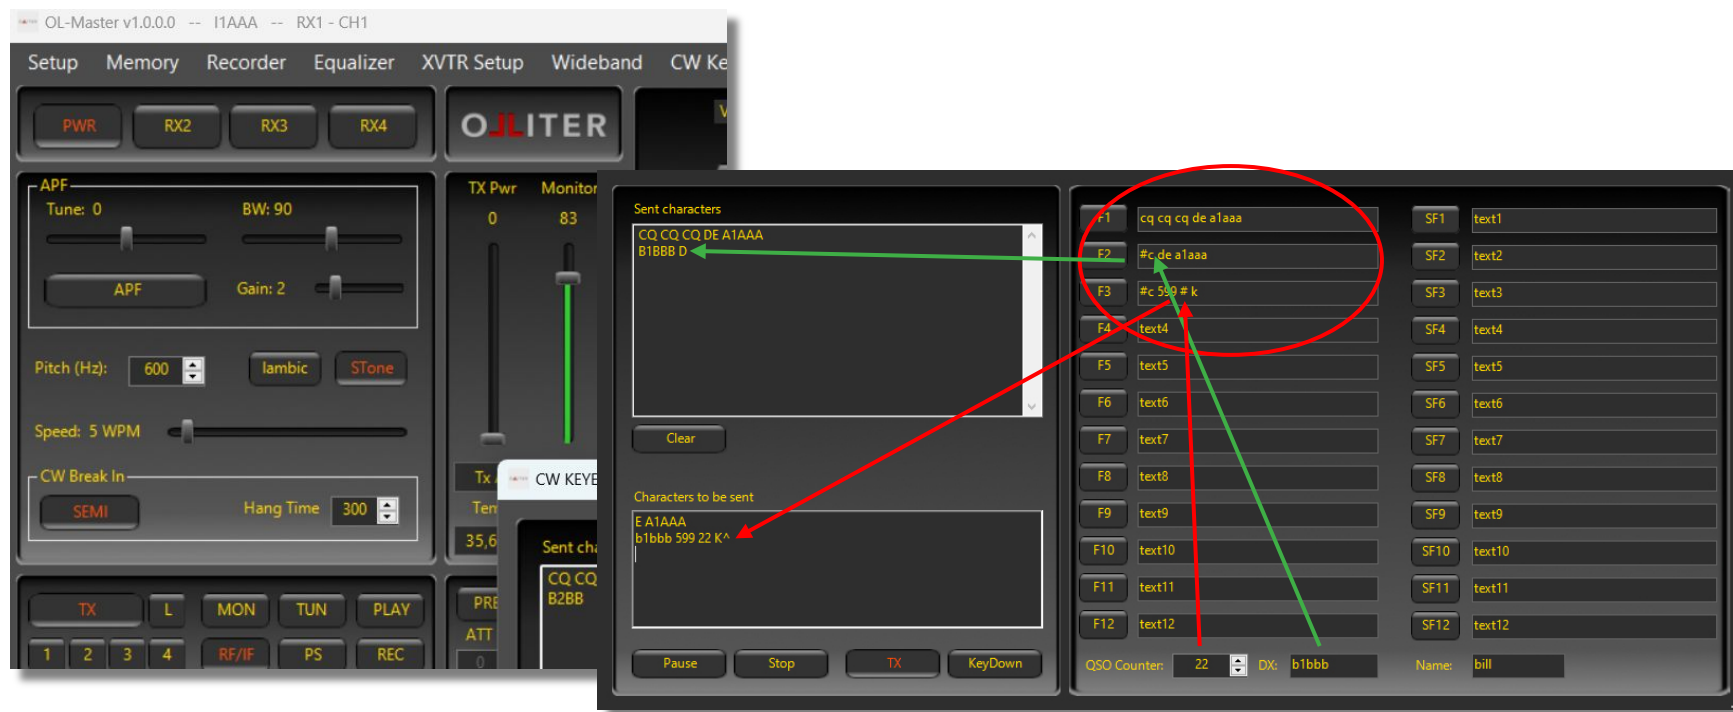 OL-Master v1.0.0.0 -- I1AAA -- RX1 - CH1
Setup Memory Recorder Equalizer XVTR Setup Wideband CW Ke
PWR RX2 RX3 RX4
OLLITER
V
APF
Tune: 0 BW: 90
APF Gain: 2
Pitch (Hz): 600 Iambic STone
Speed: 5 WPM
CW Break In
SEMI Hang Time 300
TX L MON TUN PLAY
1 2 3 4 RF/IF PS REC
TX Pwr Monitor
0 83
Tx
Ten
35,6
PRE
ATT
0
CW KEYE
Sent cha
CQ CQ
B2BB
Sent characters
CQ CQ CQ DE A1AAA
B1BBB D
Clear
Characters to be sent
E A1AAA
b1bbb 599 22 K^
Pause Stop TX KeyDown
F1 cq cq cq de a1aaa SF1 text1
F2 #c de a1aaa SF2 text2
F3 #c 599 # k SF3 text3
F4 text4 SF4 text4
F5 text5 SF5 text5
F6 text6 SF6 text6
F7 text7 SF7 text7
F8 text8 SF8 text8
F9 text9 SF9 text9
F10 text10 SF10 text10
F11 text11 SF11 text11
F12 text12 SF12 text12
QSO Counter: 22 DX: b1bbb Name: bill